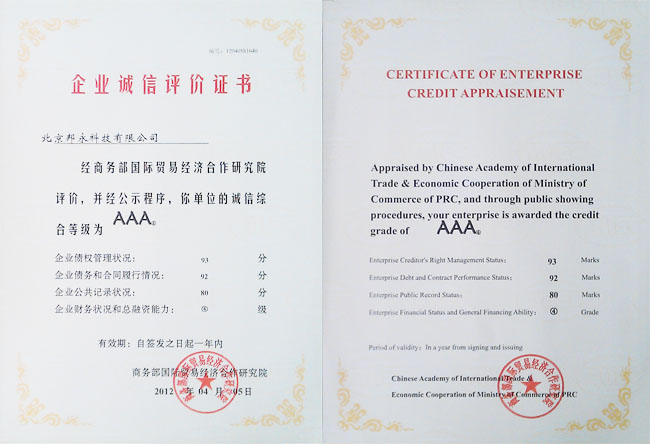 编号:
企业诚信评价证书
北京邦永科技有限公司
经商务部国际贸易经济合作研究院
评价，并经公示程序，你单位的诚信综
合等级为 AAA④
企业债权管理状况: 93 分
企业债务和合同履行情况: 92 分
企业公共记录状况: 80 分
企业财务状况和总融资能力: ④ 级
有效期: 自签发之日起一年内
商务部国际贸易经济合作研究院
2012 年 04 月 05日
CERTIFICATE OF ENTERPRISE
CREDIT APPRAISEMENT
Appraised by Chinese Academy of International
Trade & Economic Cooperation of Ministry of
Commerce of PRC, and through public showing
procedures, your enterprise is awarded the credit
grade of AAA④
Enterprise Creditor's Right Management Status: 93 Marks
Enterprise Debt and Contract Performance Status: 92 Marks
Enterprise Public Record Status: 80 Marks
Enterprise Financial Status and General Financing Ability: ④ Grade
Period of validity: In a year from signing and issuing
Chinese Academy of International Trade &
Economic Cooperation of Ministry of Commerce of PRC